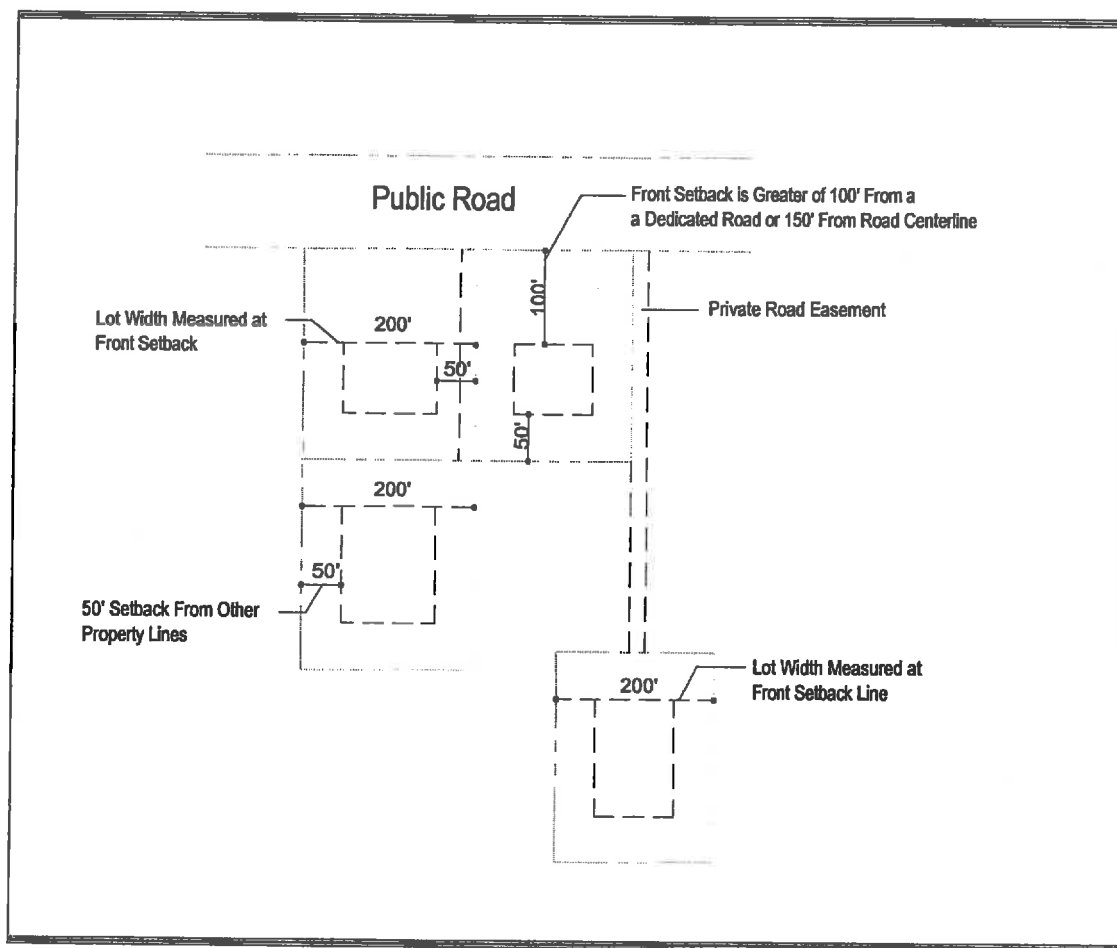 Public Road
Front Setback is Greater of 100' From a
a Dedicated Road or 150' From Road Centerline
100'
Private Road Easement
Lot Width Measured at
Front Setback
200'
50'
50'
200'
50'
50' Setback From Other
Property Lines
Lot Width Measured at
Front Setback Line
200'